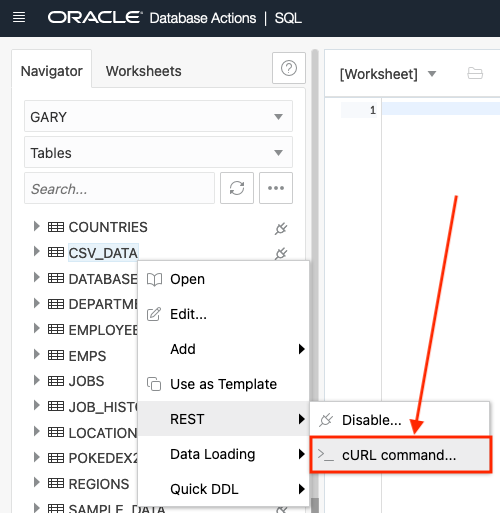 ORACLE Database Actions | SQL
Navigator
Worksheets
[Worksheet]
GARY
1
Tables
Search...
COUNTRIES
CSV_DATA
DATABASE
Open
DEPARTME
Edit...
EMPLOYEE
Add
EMPS
JOBS
Use as Template
JOB_HIST
REST
Disable...
LOCATION
Data Loading
>_ cURL command...
POKEDEX2
REGIONS
Quick DDL
SAMPLE_DATA